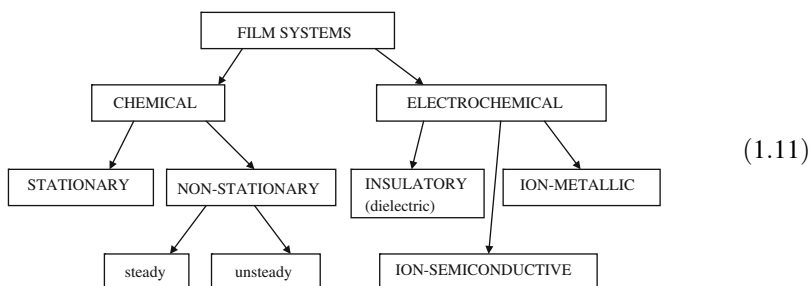 FILM SYSTEMS
CHEMICAL
ELECTROCHEMICAL
(1.11)
STATIONARY
NON-STATIONARY
INSULATORY
(dielectric)
ION-METALLIC
steady
unsteady
ION-SEMICONDUCTIVE